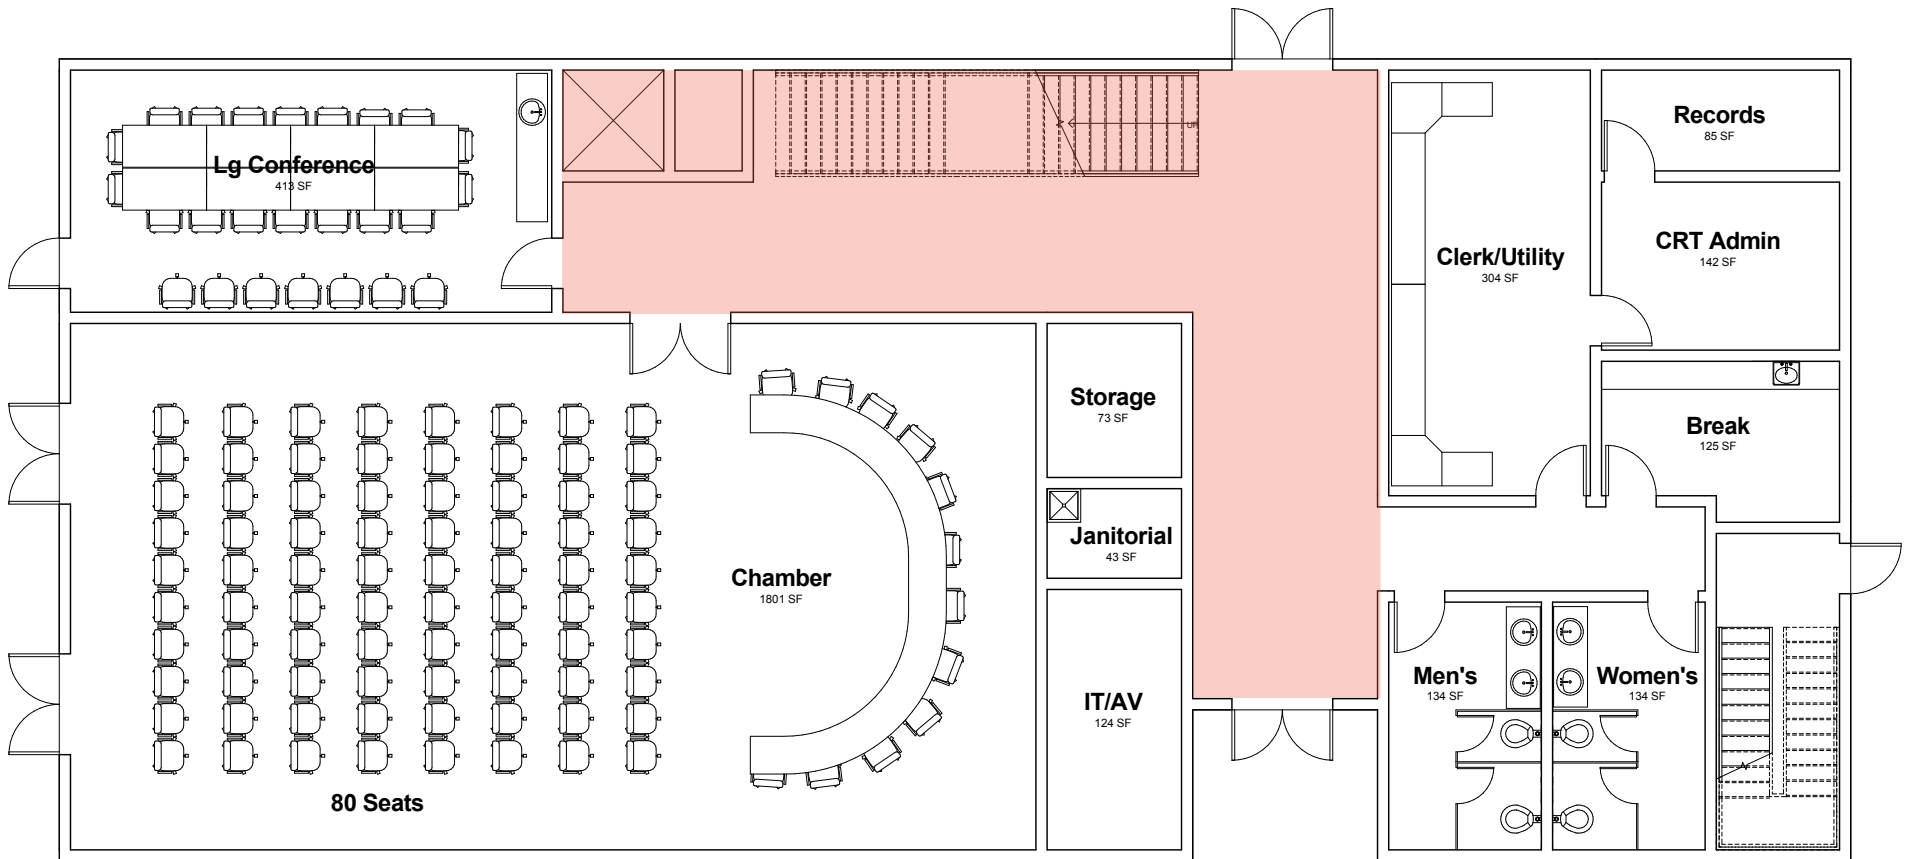 Lg Conference
413 SF
UP
Records
85 SF
CRT Admin
142 SF
Clerk/Utility
304 SF
Storage
73 SF
Break
125 SF
Janitorial
43 SF
Chamber
1801 SF
IT/AV
124 SF
Men's
134 SF
Women's
134 SF
80 Seats